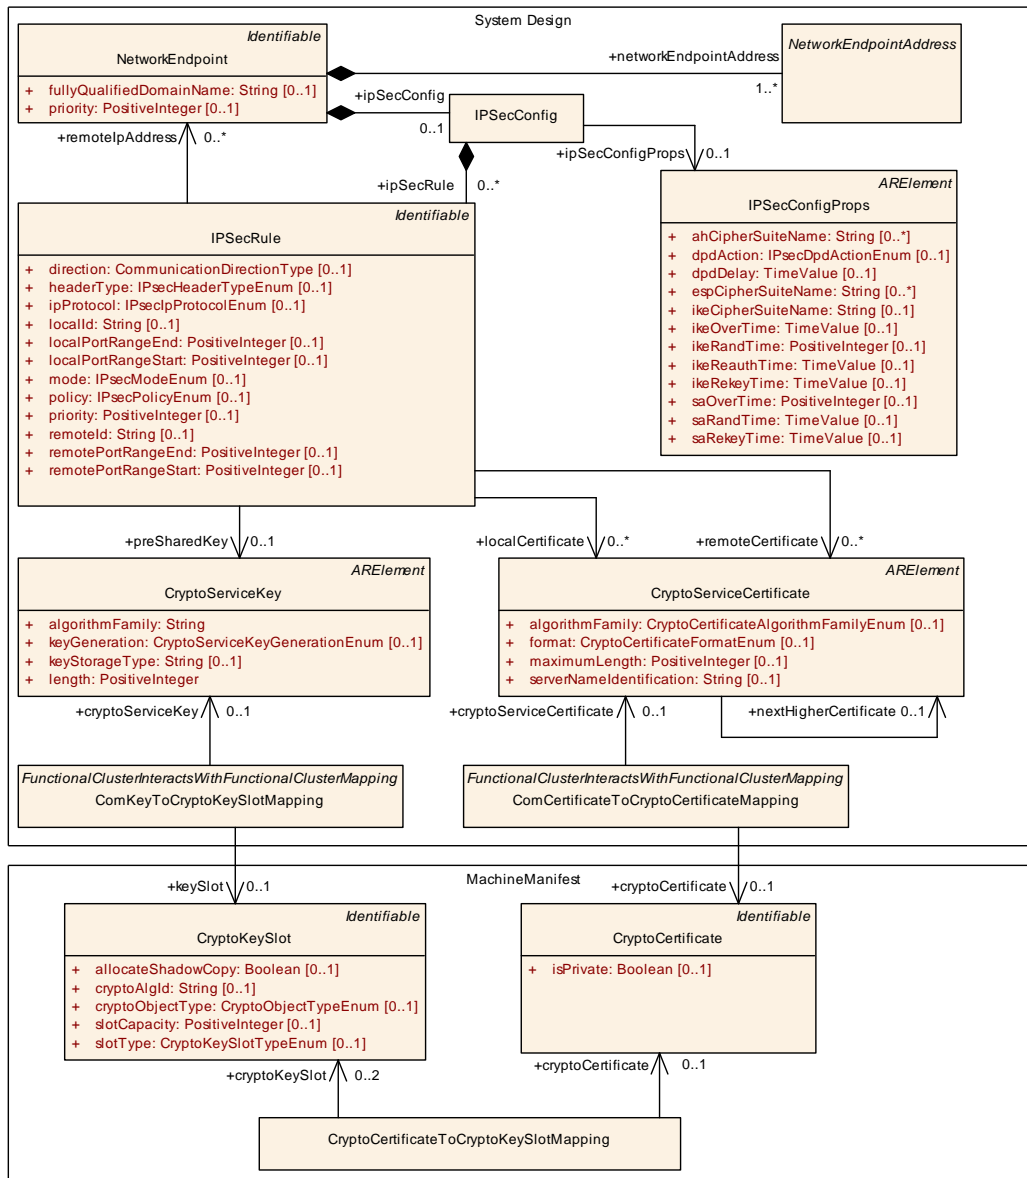 System Design
Identifiable
NetworkEndpoint
+ fullyQualifiedDomainName: String [0..1]
+ priority: PositiveInteger [0..1]
+networkEndpointAddress
1..*
NetworkEndpointAddress
+ipSecConfig
0..1
IPSecConfig
+remoteIpAddress 0..*
+ipSecConfigProps 0..1
+ipSecRule 0..*
Identifiable
IPSecRule
+ direction: CommunicationDirectionType [0..1]
+ headerType: IPsecHeaderTypeEnum [0..1]
+ ipProtocol: IPsecIpProtocolEnum [0..1]
+ localId: String [0..1]
+ localPortRangeEnd: PositiveInteger [0..1]
+ localPortRangeStart: PositiveInteger [0..1]
+ mode: IPsecModeEnum [0..1]
+ policy: IPsecPolicyEnum [0..1]
+ priority: PositiveInteger [0..1]
+ remoteId: String [0..1]
+ remotePortRangeEnd: PositiveInteger [0..1]
+ remotePortRangeStart: PositiveInteger [0..1]
ARElement
IPSecConfigProps
+ ahCipherSuiteName: String [0..*]
+ dpdAction: IPsecDpdActionEnum [0..1]
+ dpdDelay: TimeValue [0..1]
+ espCipherSuiteName: String [0..*]
+ ikeCipherSuiteName: String [0..1]
+ ikeOverTime: TimeValue [0..1]
+ ikeRandTime: PositiveInteger [0..1]
+ ikeReauthTime: TimeValue [0..1]
+ ikeRekeyTime: TimeValue [0..1]
+ saOverTime: PositiveInteger [0..1]
+ saRandTime: TimeValue [0..1]
+ saRekeyTime: TimeValue [0..1]
+preSharedKey 0..1
+localCertificate 0..*
+remoteCertificate 0..*
ARElement
CryptoServiceKey
+ algorithmFamily: String
+ keyGeneration: CryptoServiceKeyGenerationEnum [0..1]
+ keyStorageType: String [0..1]
+ length: PositiveInteger
ARElement
CryptoServiceCertificate
+ algorithmFamily: CryptoCertificateAlgorithmFamilyEnum [0..1]
+ format: CryptoCertificateFormatEnum [0..1]
+ maximumLength: PositiveInteger [0..1]
+ serverNameIdentification: String [0..1]
+cryptoServiceKey 0..1
+cryptoServiceCertificate 0..1
+nextHigherCertificate 0..1
FunctionalClusterInteractsWithFunctionalClusterMapping
ComKeyToCryptoKeySlotMapping
FunctionalClusterInteractsWithFunctionalClusterMapping
ComCertificateToCryptoCertificateMapping
MachineManifest
+keySlot 0..1
+cryptoCertificate 0..1
Identifiable
CryptoKeySlot
+ allocateShadowCopy: Boolean [0..1]
+ cryptoAlgId: String [0..1]
+ cryptoObjectType: CryptoObjectTypeEnum [0..1]
+ slotCapacity: PositiveInteger [0..1]
+ slotType: CryptoKeySlotTypeEnum [0..1]
Identifiable
CryptoCertificate
+ isPrivate: Boolean [0..1]
+cryptoKeySlot 0..2
+cryptoCertificate 0..1
CryptoCertificateToCryptoKeySlotMapping